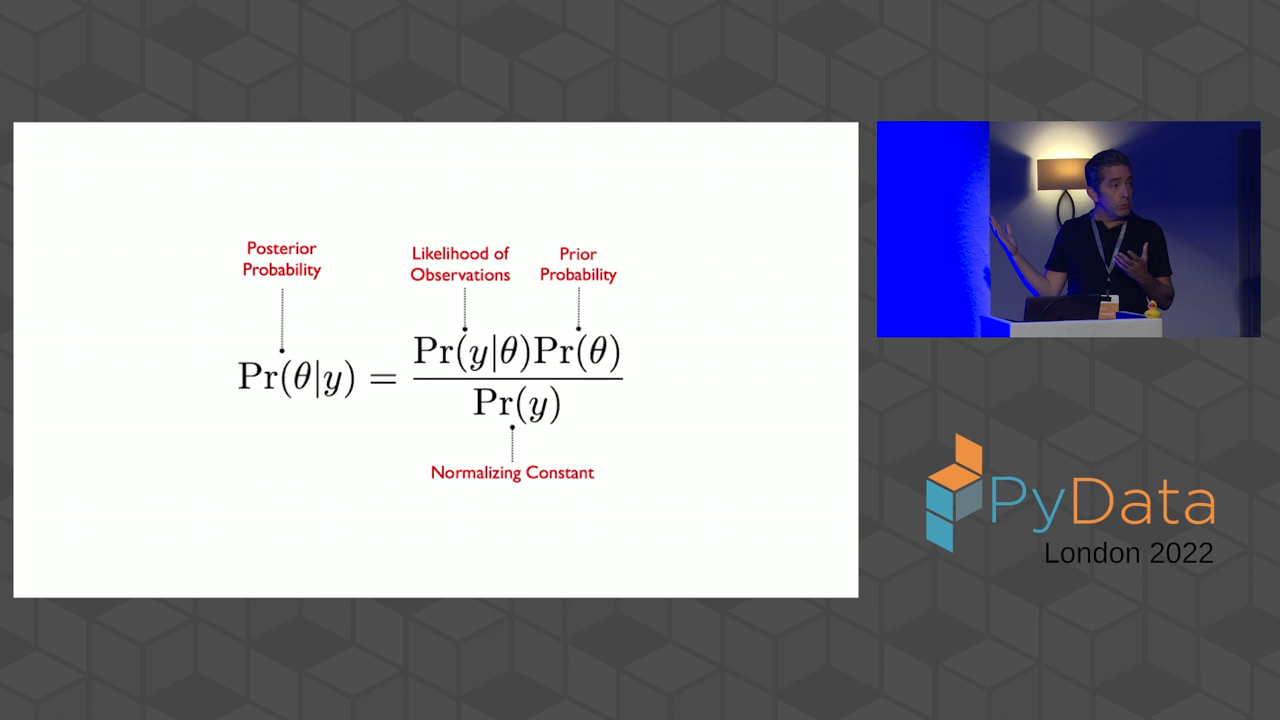 Posterior
Probability
Likelihood of
Observations
Prior
Probability
Pr(θ|y) = Pr(y|θ)Pr(θ)
Pr(y)
Normalizing Constant
PyData
London 2022